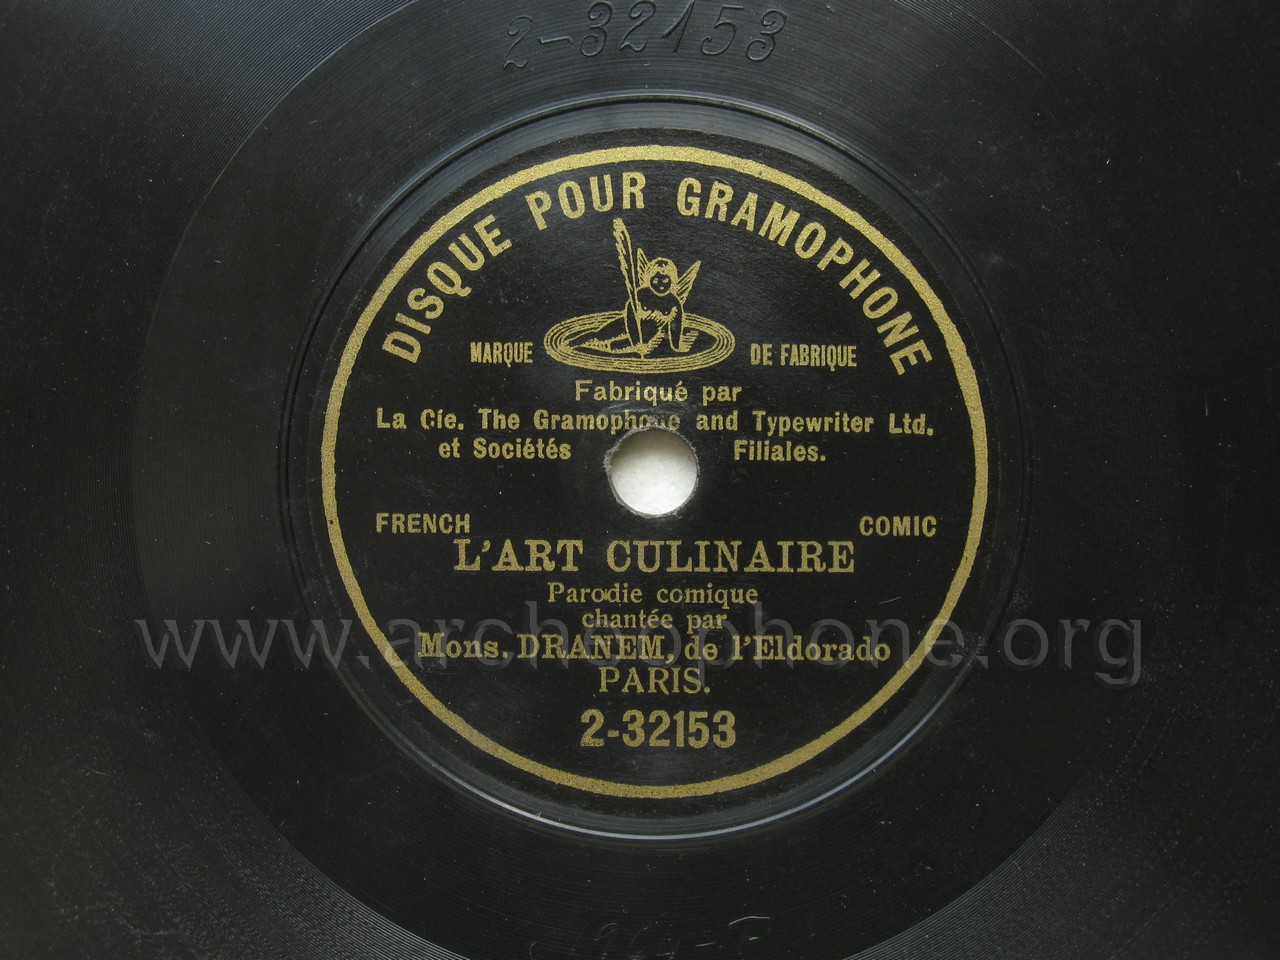 2-32153
DISQUE POUR GRAMOPHONE
MARQUE DE FABRIQUE
Fabriqué par
La Cie. The Gramophone and Typewriter Ltd.
et Sociétés Filiales.
FRENCH COMIC
L'ART CULINAIRE
Parodie comique
chantée par
www.archeophone.org
Mons. DRANEM, de l'Eldorado
PARIS.
2-32153